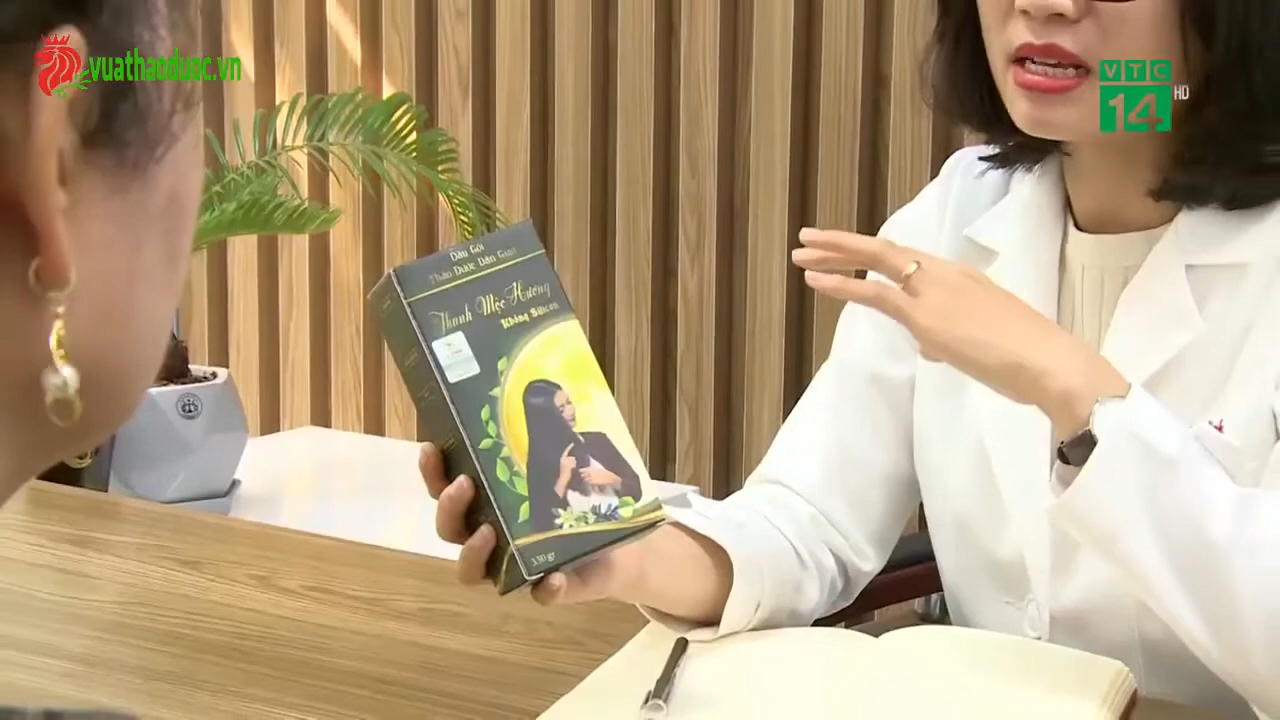 vuathaoduoc.vn
VTC
14 HD
Dầu Gội
Thảo Dược Dân Gian
Thanh Mộc Hương
Không Silicon
330 gr